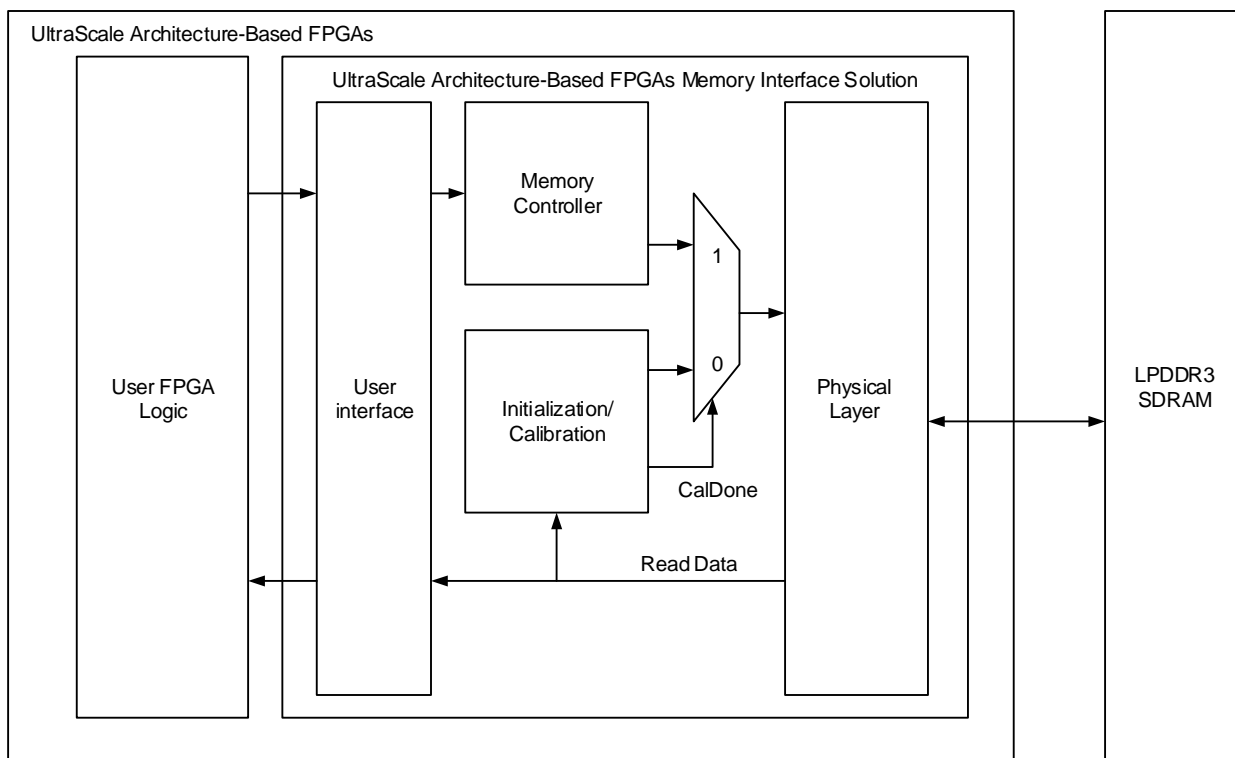 UltraScale Architecture-Based FPGAs
UltraScale Architecture-Based FPGAs Memory Interface Solution
User FPGA
Logic
User
interface
Memory
Controller
Initialization/
Calibration
1
0
CalDone
Read Data
Physical
Layer
LPDDR3
SDRAM